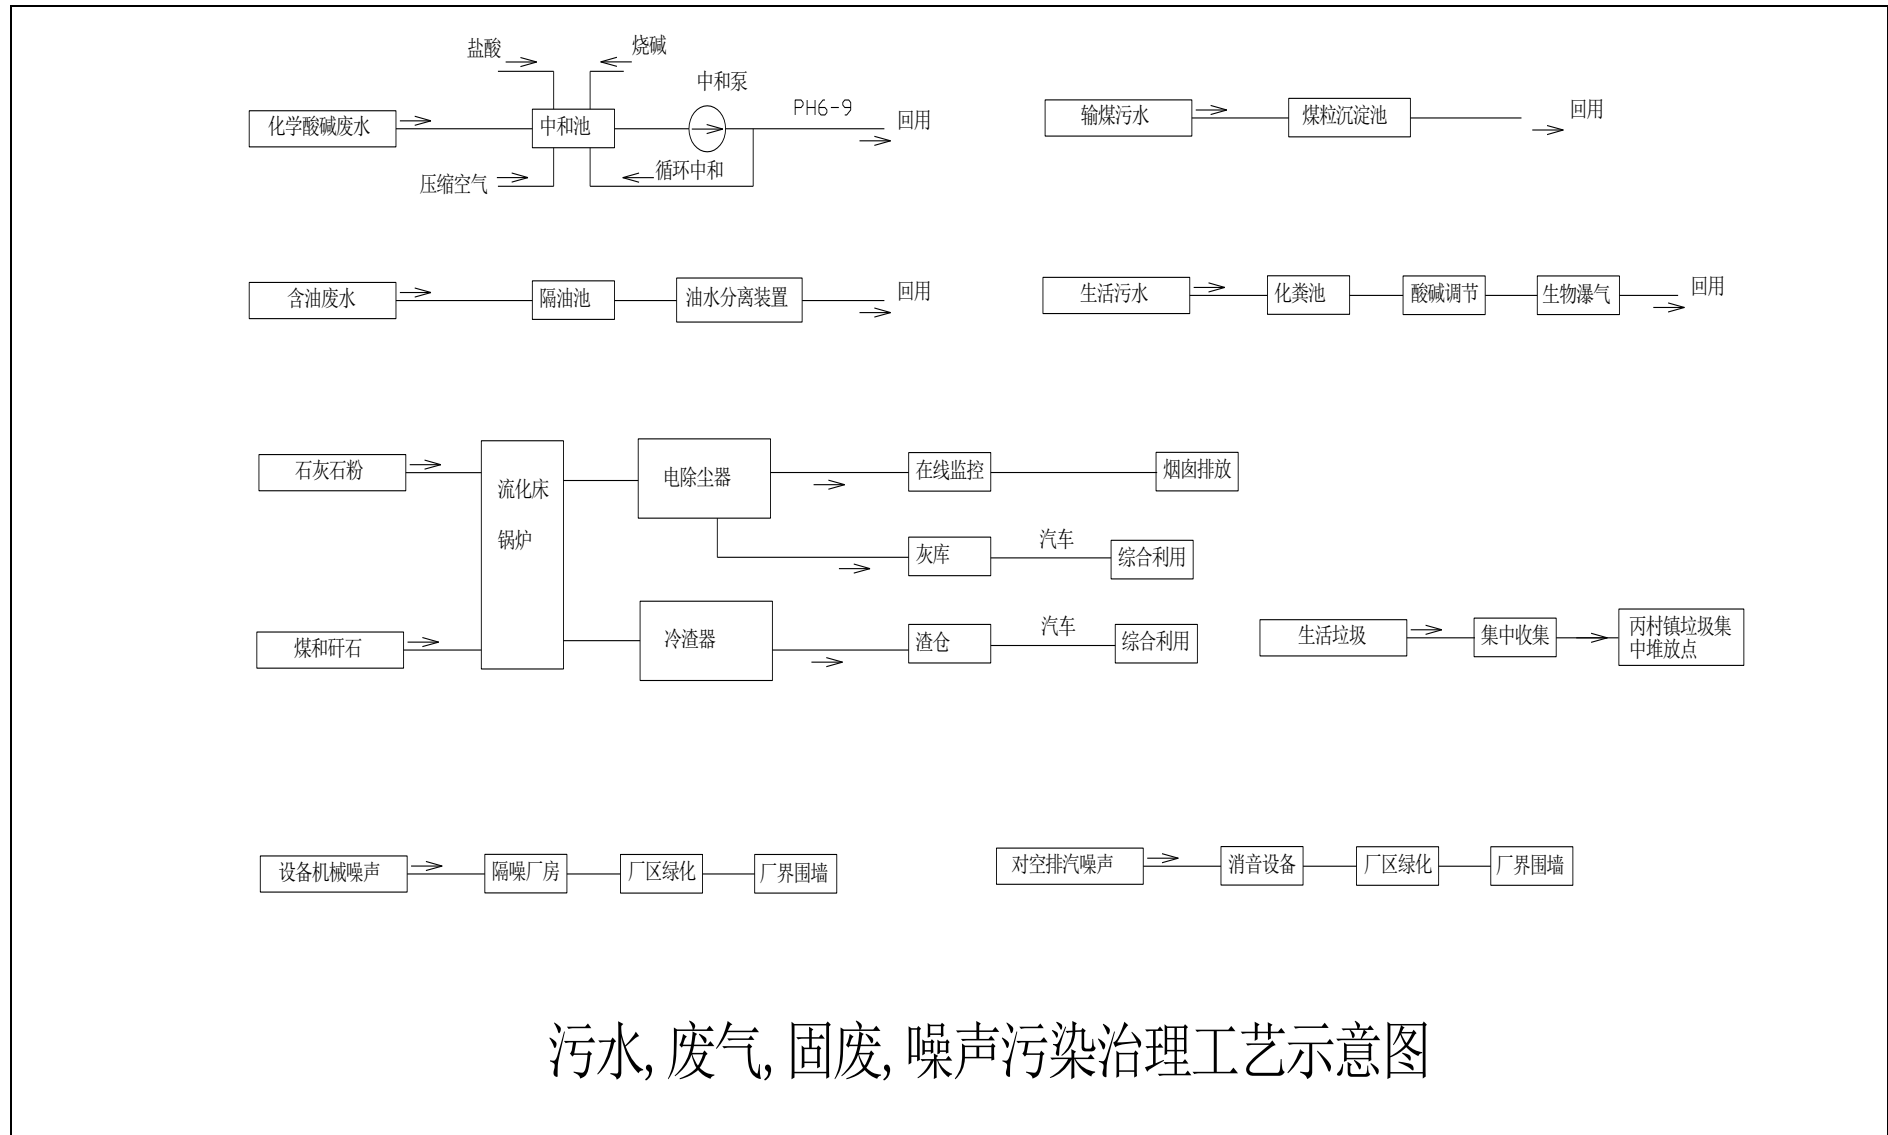 盐酸
烧碱
中和泵
PH6-9
化学酸碱废水
中和池
回用
压缩空气
循环中和
输煤污水
煤粒沉淀池
回用
含油废水
隔油池
油水分离装置
回用
生活污水
化粪池
酸碱调节
生物瀑气
回用
石灰石粉
流化床
锅炉
电除尘器
在线监控
烟囱排放
灰库
汽车
综合利用
煤和矸石
冷渣器
渣仓
汽车
综合利用
生活垃圾
集中收集
丙村镇垃圾集
中堆放点
设备机械噪声
隔噪厂房
厂区绿化
厂界围墙
对空排汽噪声
消音设备
厂区绿化
厂界围墙
污水,废气,固废,噪声污染治理工艺示意图